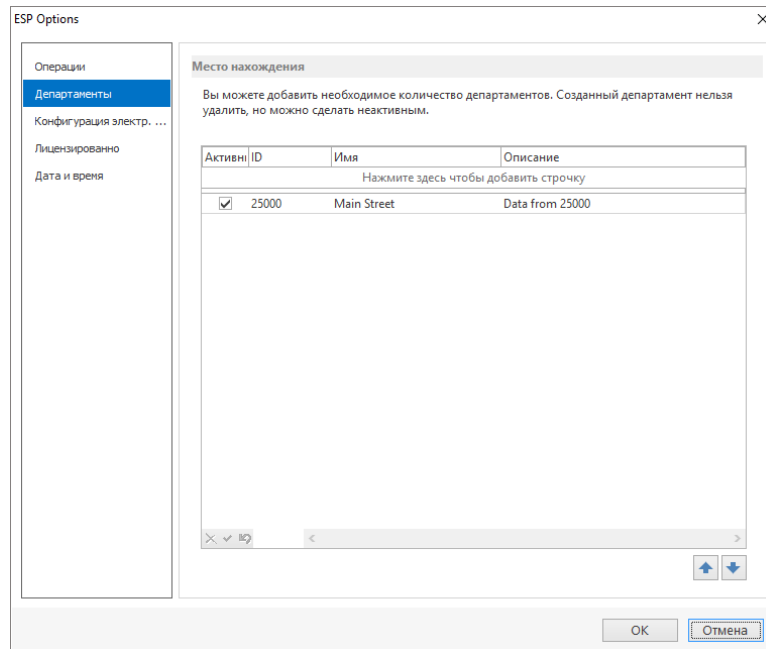 ESP Options
Операции
Департаменты
Конфигурация электр. ...
Лицензированно
Дата и время
Место нахождения
Вы можете добавить необходимое количество департаментов. Созданный департамент нельзя
удалить, но можно сделать неактивным.
Активн ID Имя Описание
Нажмите здесь чтобы добавить строчку
25000 Main Street Data from 25000
OK Отмена